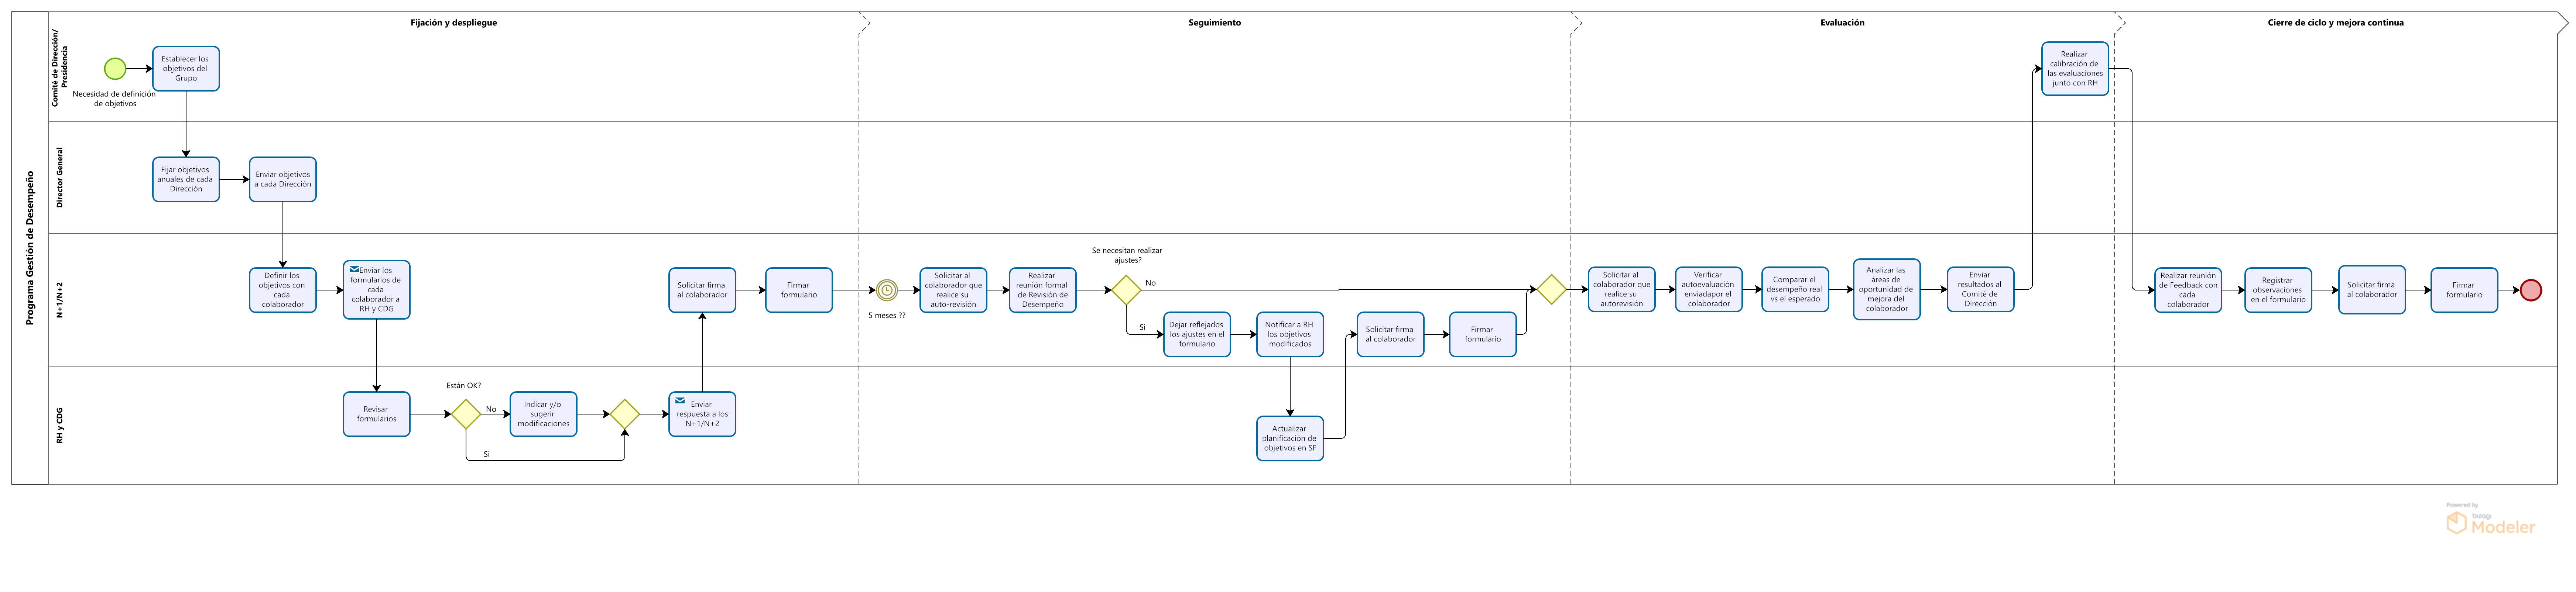 Programa Gestión de Desempeño
Fijación y despliegue
Seguimiento
Evaluación
Cierre de ciclo y mejora continua
Comité de Dirección/
Presidencia
Necesidad de definición
de objetivos
Establecer los
objetivos del
Grupo
Realizar
calibración de
las evaluaciones
junto con RH
Director General
Fijar objetivos
anuales de cada
Dirección
Enviar objetivos
a cada Dirección
N+1/N+2
Definir los
objetivos con
cada
colaborador
Enviar los
formularios de
cada
colaborador a
RH y CDG
Solicitar firma
al colaborador
Firmar
formulario
5 meses ??
Solicitar al
colaborador que
realice su
auto-revisión
Realizar
reunión formal
de Revisión de
Desempeño
Se necesitan realizar
ajustes?
No
Si
Dejar reflejados
los ajustes en el
formulario
Notificar a RH
los objetivos
modificados
Solicitar firma
al colaborador
Firmar
formulario
Solicitar al
colaborador que
realice su
autorevisión
Verificar
autoevaluación
enviadapor el
colaborador
Comparar el
desempeño real
vs el esperado
Analizar las
áreas de
oportunidad de
mejora del
colaborador
Enviar
resultados al
Comité de
Dirección
Realizar reunión
de Feedback con
cada
colaborador
Registrar
observaciones
en el formulario
Solicitar firma
al colaborador
Firmar
formulario
RH y CDG
Revisar
formularios
Están OK?
No
Si
Indicar y/o
sugerir
modificaciones
Enviar
respuesta a los
N+1/N+2
Actualizar
planificación de
objetivos en SF
Powered by
bizagi
Modeler